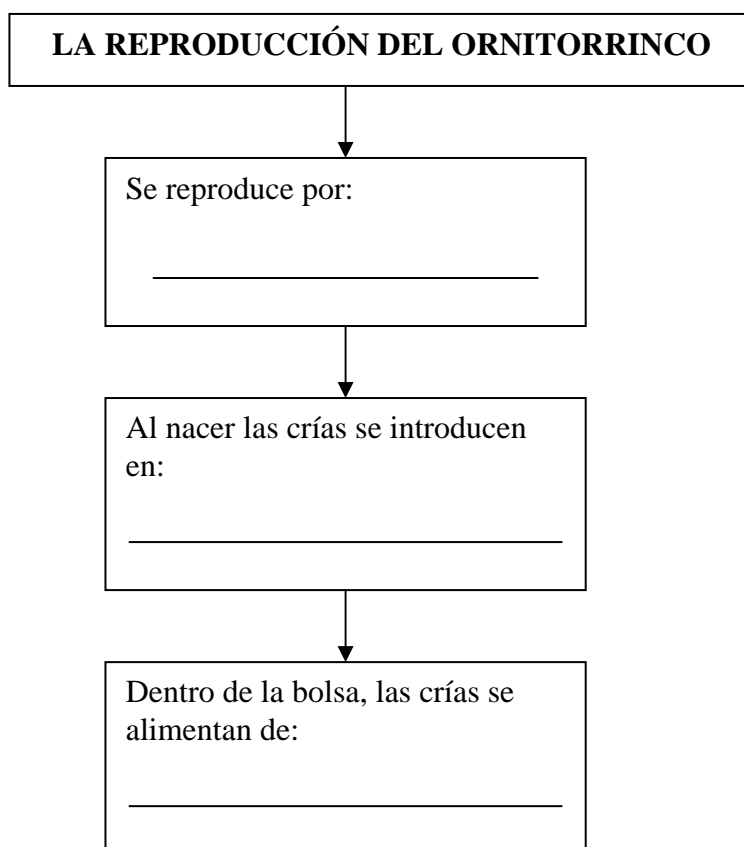 LA REPRODUCCIÓN DEL ORNITORRINCO
Se reproduce por:
Al nacer las crías se introducen
en:
Dentro de la bolsa, las crías se
alimentan de: